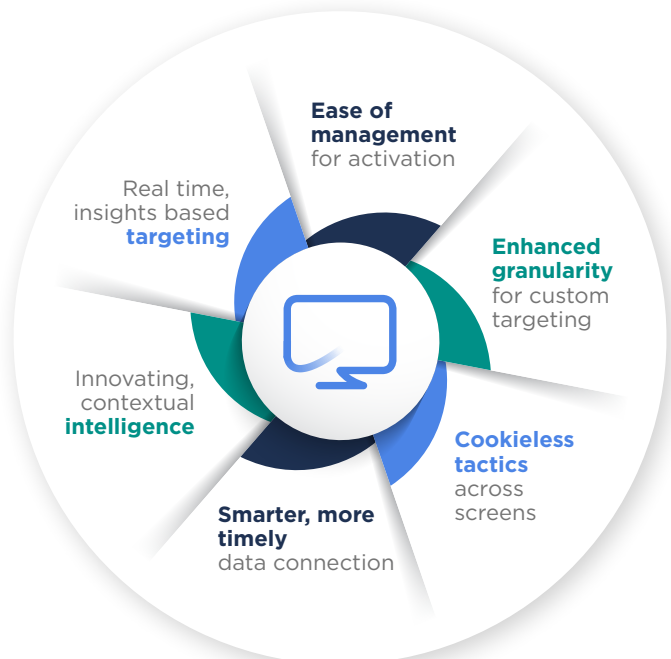 Ease of
management
for activation
Enhanced
granularity
for custom
targeting
Cookieless
tactics
across
screens
Smarter, more
timely
data connection
Innovating,
contextual
intelligence
Real time,
insights based
targeting